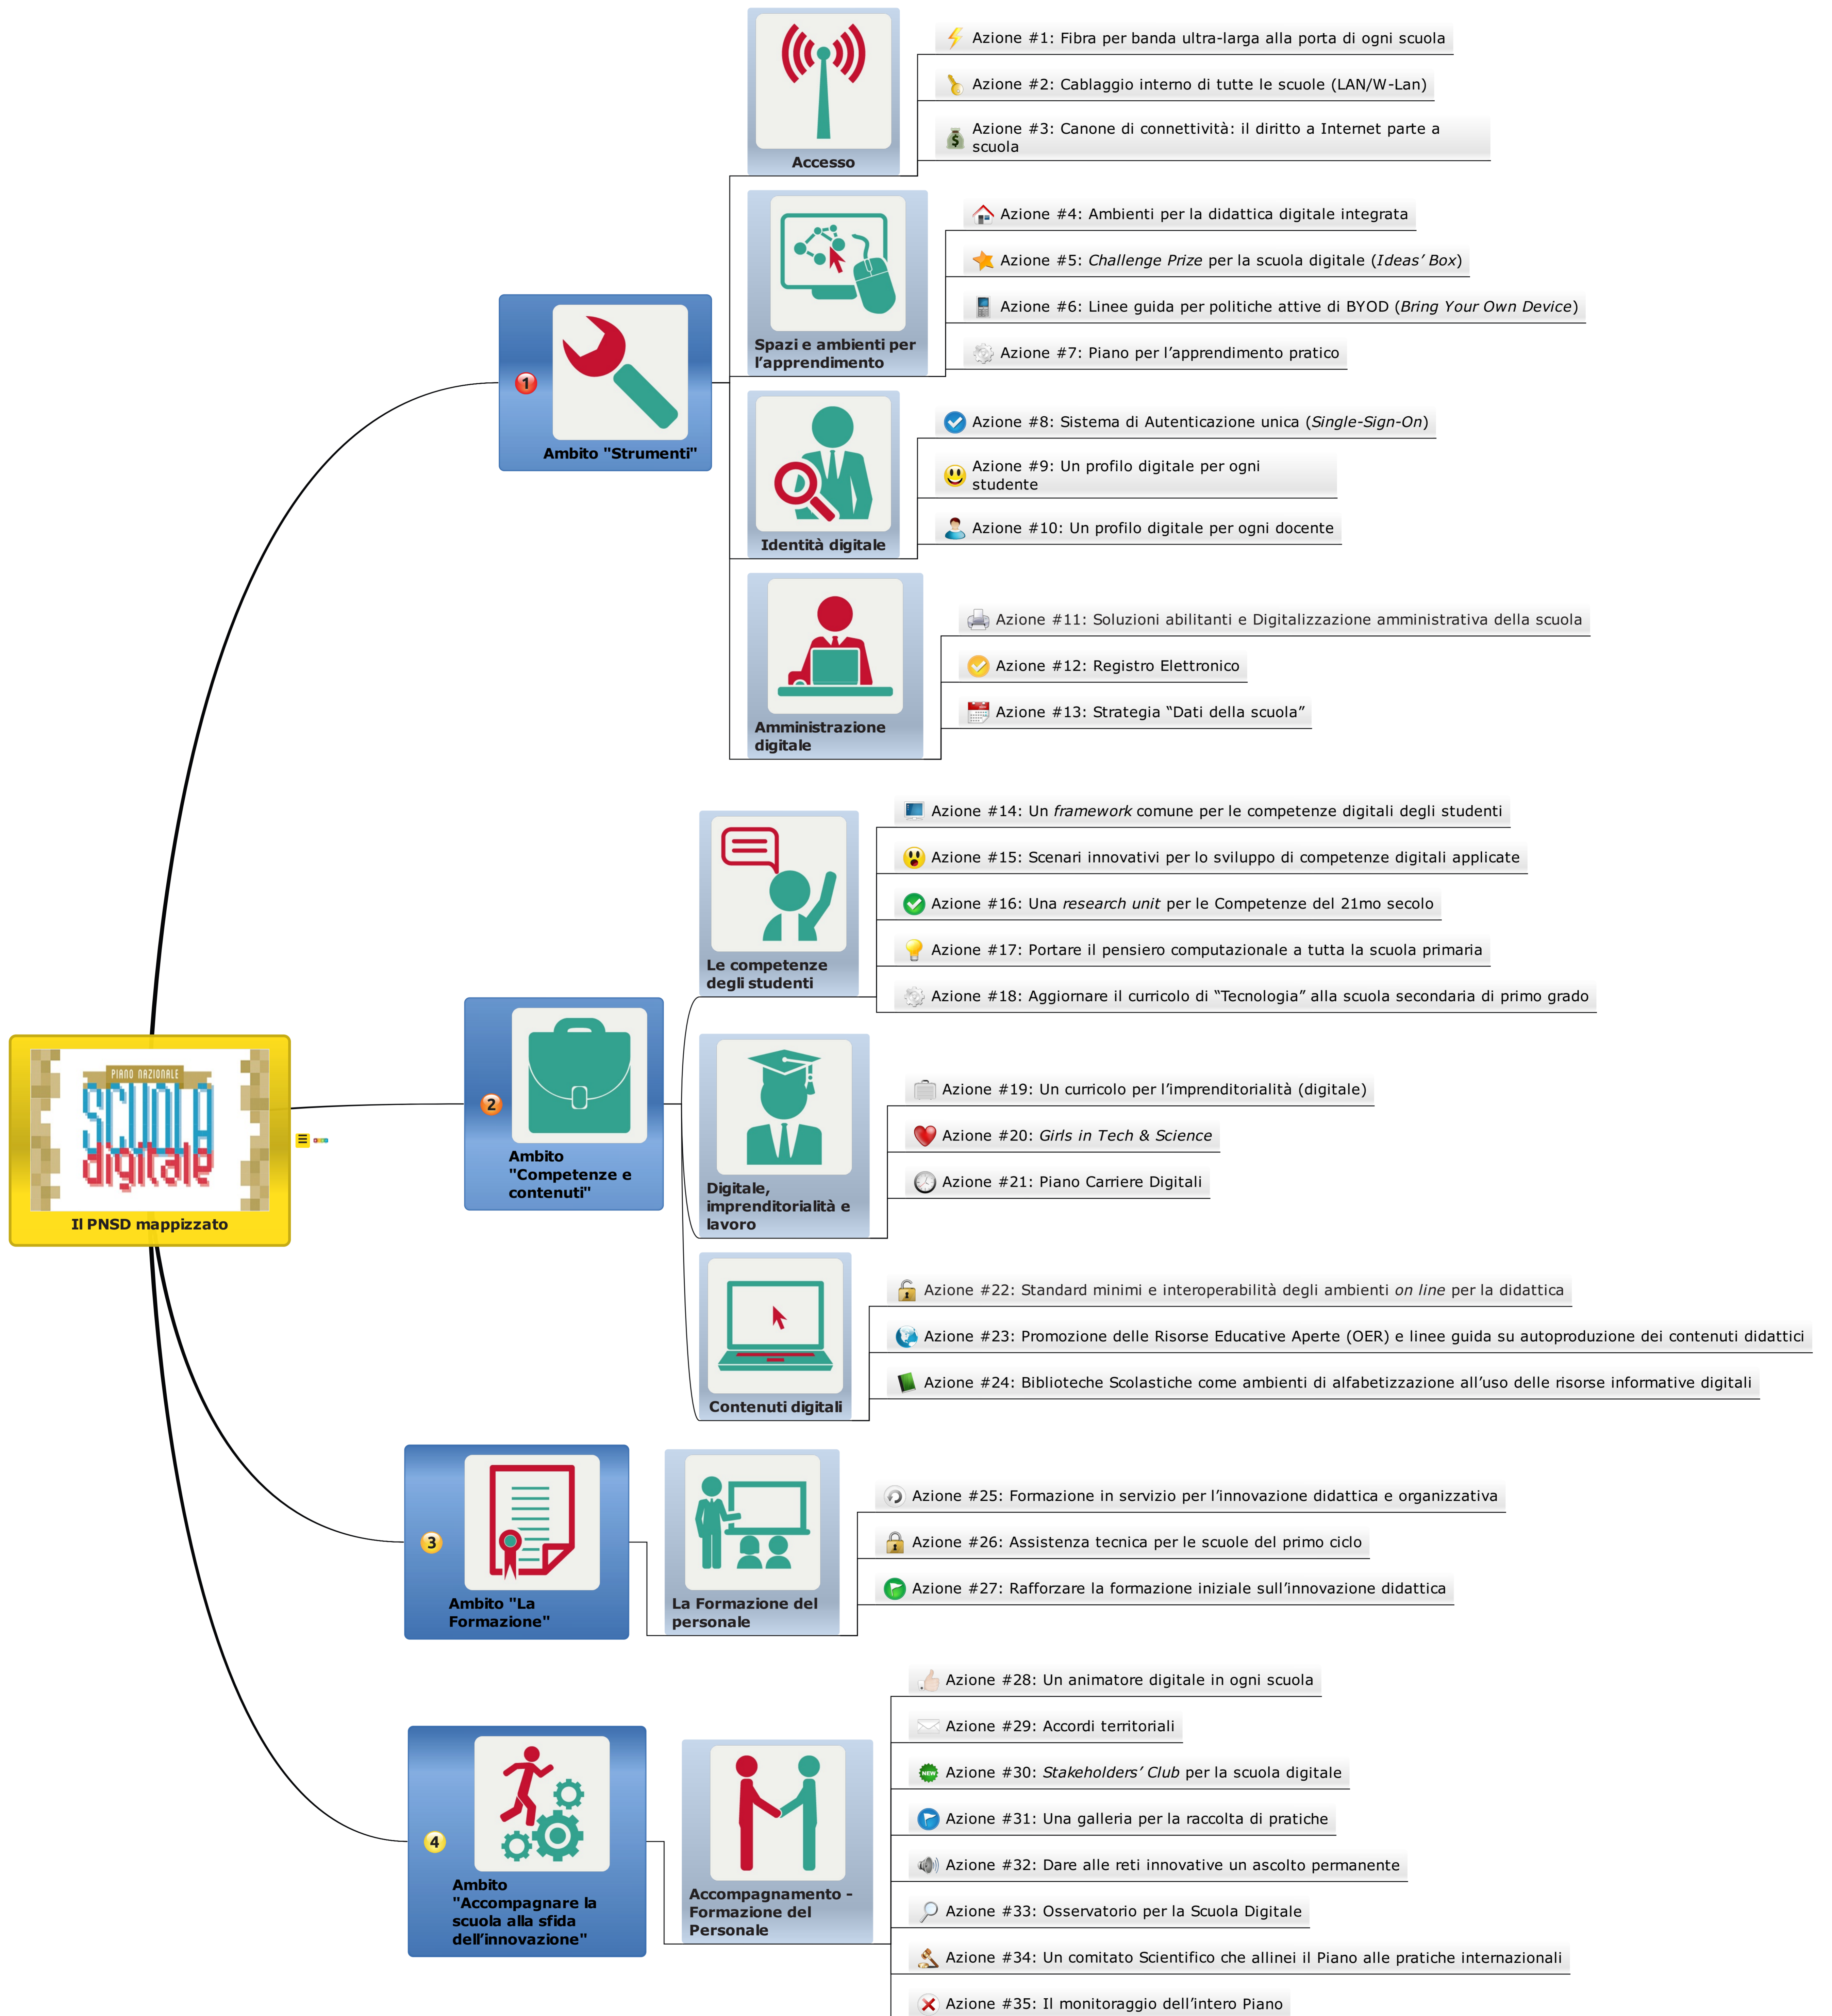 PIANO NAZIONALE
SCUOLA
digitale
Il PNSD mappizzato
1
Ambito "Strumenti"
Accesso
Azione #1: Fibra per banda ultra-larga alla porta di ogni scuola
Azione #2: Cablaggio interno di tutte le scuole (LAN/W-Lan)
Azione #3: Canone di connettività: il diritto a Internet parte a
scuola
Spazi e ambienti per
l’apprendimento
Azione #4: Ambienti per la didattica digitale integrata
Azione #5: Challenge Prize per la scuola digitale (Ideas’ Box)
Azione #6: Linee guida per politiche attive di BYOD (Bring Your Own Device)
Azione #7: Piano per l’apprendimento pratico
Identità digitale
Azione #8: Sistema di Autenticazione unica (Single-Sign-On)
Azione #9: Un profilo digitale per ogni
studente
Azione #10: Un profilo digitale per ogni docente
Amministrazione
digitale
Azione #11: Soluzioni abilitanti e Digitalizzazione amministrativa della scuola
Azione #12: Registro Elettronico
Azione #13: Strategia “Dati della scuola”
2
Ambito
"Competenze e
contenuti"
Le competenze
degli studenti
Azione #14: Un framework comune per le competenze digitali degli studenti
Azione #15: Scenari innovativi per lo sviluppo di competenze digitali applicate
Azione #16: Una research unit per le Competenze del 21mo secolo
Azione #17: Portare il pensiero computazionale a tutta la scuola primaria
Azione #18: Aggiornare il curricolo di “Tecnologia” alla scuola secondaria di primo grado
Digitale,
imprenditorialità e
lavoro
Azione #19: Un curricolo per l’imprenditorialità (digitale)
Azione #20: Girls in Tech & Science
Azione #21: Piano Carriere Digitali
Contenuti digitali
Azione #22: Standard minimi e interoperabilità degli ambienti on line per la didattica
Azione #23: Promozione delle Risorse Educative Aperte (OER) e linee guida su autoproduzione dei contenuti didattici
Azione #24: Biblioteche Scolastiche come ambienti di alfabetizzazione all’uso delle risorse informative digitali
3
Ambito "La
Formazione"
La Formazione del
personale
Azione #25: Formazione in servizio per l’innovazione didattica e organizzativa
Azione #26: Assistenza tecnica per le scuole del primo ciclo
Azione #27: Rafforzare la formazione iniziale sull’innovazione didattica
4
Ambito
"Accompagnare la
scuola alla sfida
dell’innovazione"
Accompagnamento -
Formazione del
Personale
Azione #28: Un animatore digitale in ogni scuola
Azione #29: Accordi territoriali
NEW
Azione #30: Stakeholders’ Club per la scuola digitale
Azione #31: Una galleria per la raccolta di pratiche
Azione #32: Dare alle reti innovative un ascolto permanente
Azione #33: Osservatorio per la Scuola Digitale
Azione #34: Un comitato Scientifico che allinei il Piano alle pratiche internazionali
Azione #35: Il monitoraggio dell’intero Piano